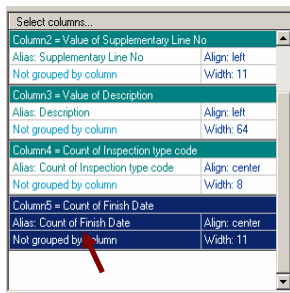 Select columns...
Column2 = Value of Supplementary Line No
Alias: Supplementary Line No Align: left
Not grouped by column Width: 11
Column3 = Value of Description
Alias: Description Align: left
Not grouped by column Width: 64
Column4 = Count of Inspection type code
Alias: Count of Inspection type code Align: center
Not grouped by column Width: 8
Column5 = Count of Finish Date
Alias: Count of Finish Date Align: center
Not grouped by column Width: 11